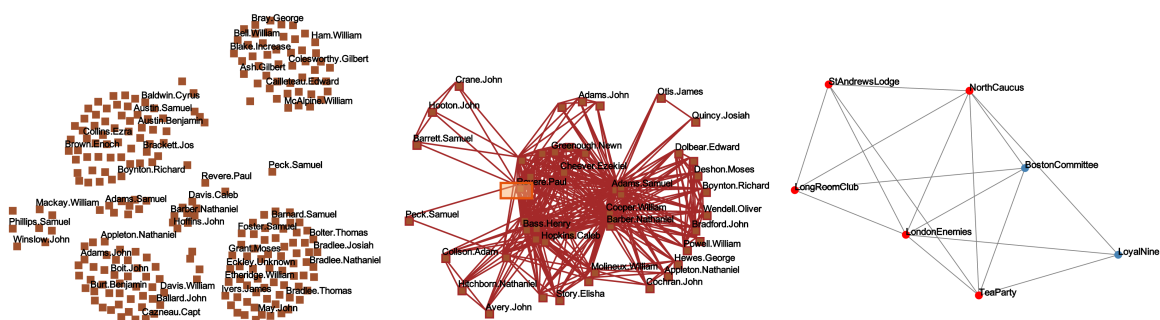 Bray.George
Bell.William
Ham.William
Blake.Increase
Colesworthy.Gilbert
Ash.Gilbert
Cailleteau.Edward
McAlpine.William
Baldwin.Cyrus
Austin.Samuel
Austin.Benjamin
Collins.Ezra
Brown.Enoch
Brackett.Jos
Boynton.Richard
Peck.Samuel
Revere.Paul
Davis.Caleb
Mackay.William
Adams.Samuel
Barber.Nathaniel
Hoffins.John
Phillips.Samuel
Winslow.John
Appleton.Nathaniel
Barnard.Samuel
Foster.Samuel
Bolter.Thomas
Adams.John
Grant.Moses
Bradlee.Josiah
Bolt.John
Eckley.Unknown
Bradlee.Nathaniel
Etheridge.William
Burt.Benjamin
Davis.William
Ivers.James
Bradlee.Thomas
Ballard.John
Cazneau.Capt
May.John
Crane.John
Hooton.John
Adams.John
Otis.James
Quincy.Josiah
Barrett.Samuel
Greenough.Newn
Dolbear.Edward
Cheever.Ezekiel
Deshon.Moses
Revere.Paul
Adams.Samuel
Boynton.Richard
Peck.Samuel
Cooper.William
Wendell.Oliver
Barber.Nathaniel
Bass.Henry
Bradford.John
Hopkins.Caleb
Powell.William
Collson.Adam
Hewes.George
Molineux.William
Appleton.Nathaniel
Hitchborn.Nathaniel
Cochran.John
Story.Elisha
Avery.John
StAndrewsLodge
NorthCaucus
BostonCommittee
LongRoomClub
LondonEnemies
LoyalNine
TeaParty